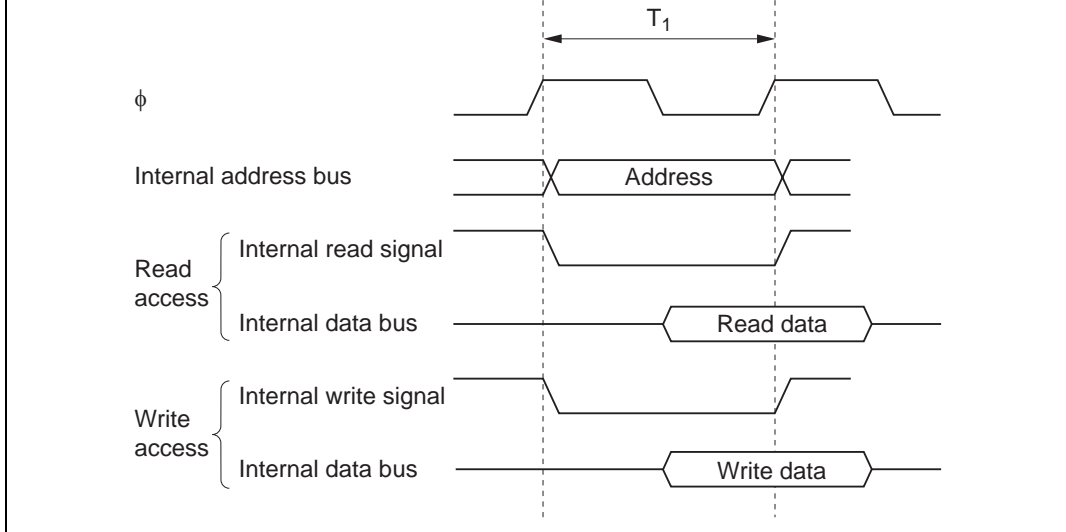 T1
ϕ
Internal address bus
Address
Read
access
Internal read signal
Internal data bus
Read data
Write
access
Internal write signal
Internal data bus
Write data